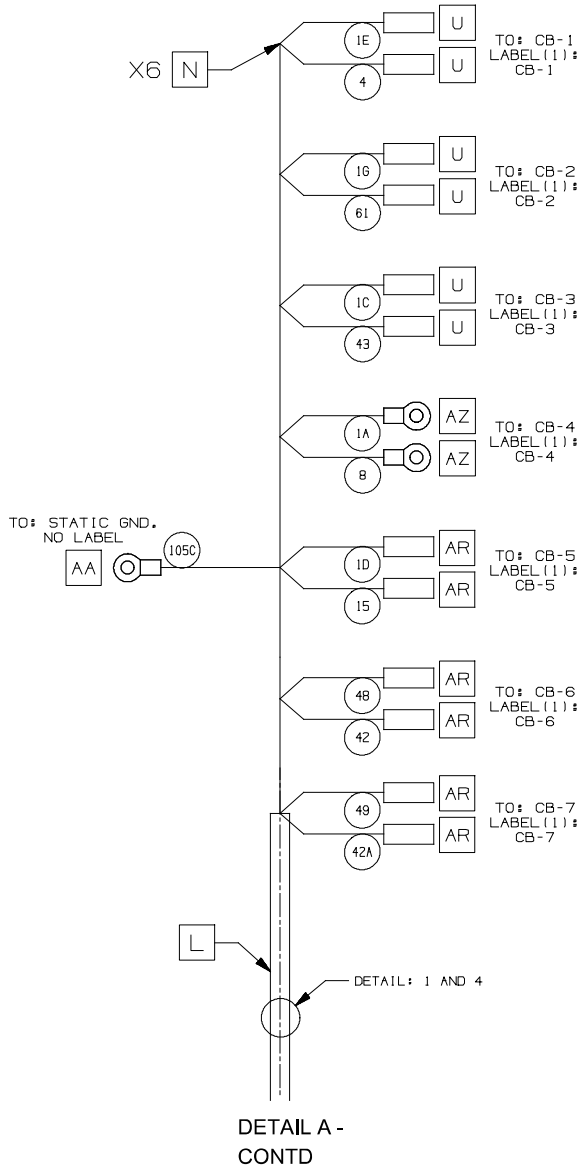 1E
U
TO: CB-1
LABEL(1):
CB-1
X6 N
4
U
1G
U
TO: CB-2
LABEL(1):
CB-2
61
U
1C
U
TO: CB-3
LABEL(1):
CB-3
43
U
1A
AZ
TO: CB-4
LABEL(1):
CB-4
8
AZ
TO: STATIC GND.
NO LABEL
AA
105C
1D
AR
TO: CB-5
LABEL(1):
CB-5
15
AR
48
AR
TO: CB-6
LABEL(1):
CB-6
42
AR
49
AR
TO: CB-7
LABEL(1):
CB-7
42A
AR
L
DETAIL: 1 AND 4
DETAIL A -
CONTD